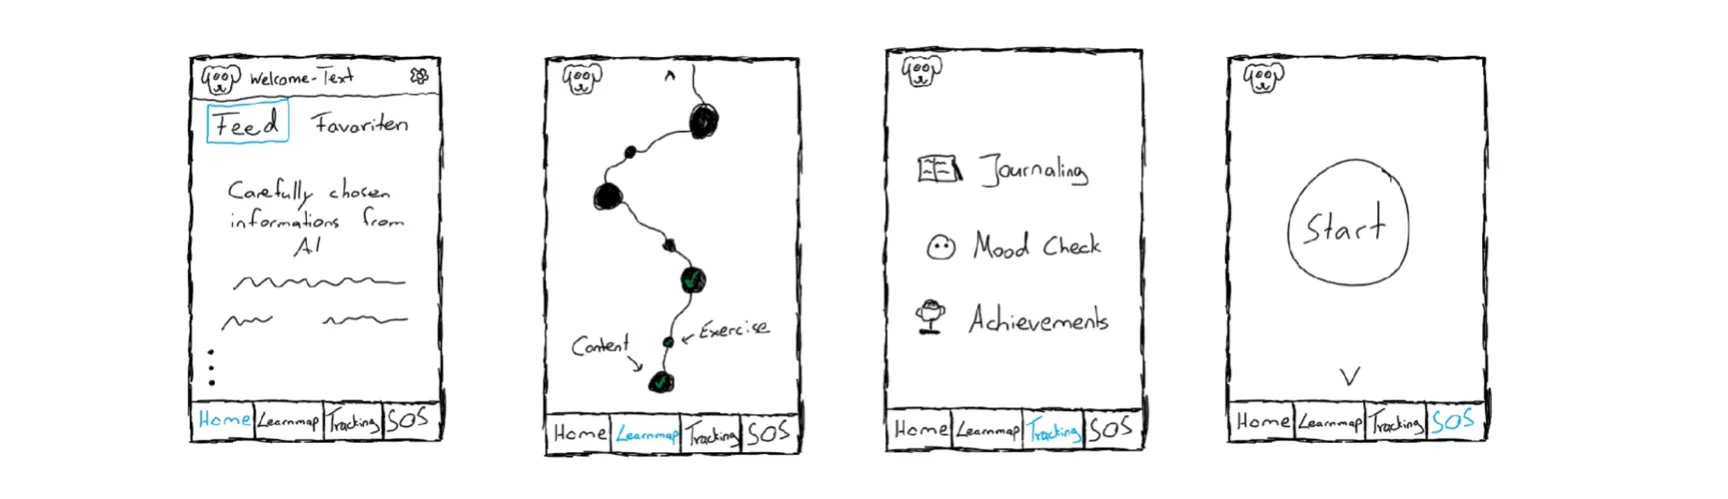 Welcome-Text
Feed Favoriten
Carefully chosen
informations from
AI
Home Learnmap Tracking SOS
Exercise
Content
Home Learnmap Tracking SOS
Journaling
Mood Check
Achievements
Home Learnmap Tracking SOS
Start
Home Learnmap Tracking SOS